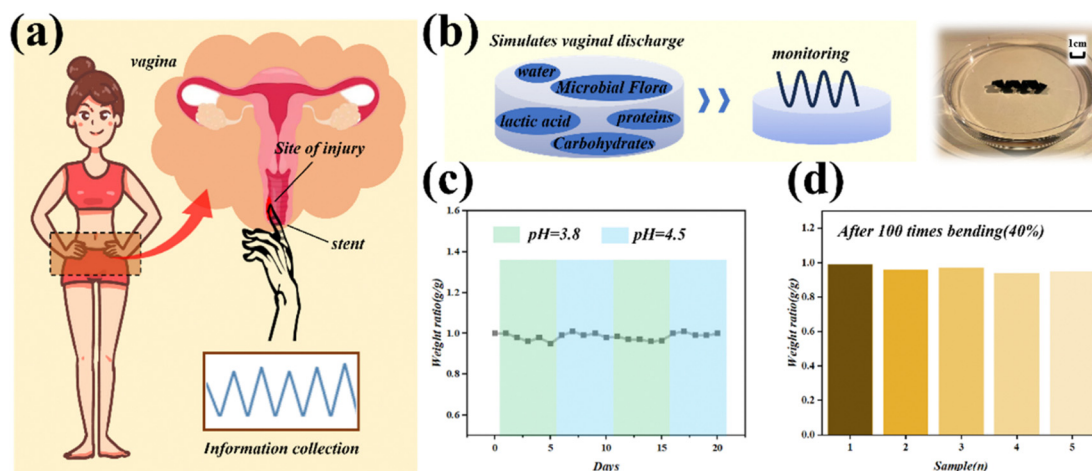 (a)
vagina
Site of injury
stent
Information collection
(b)
Simulates vaginal discharge
water
Microbial Flora
lactic acid
proteins
Carbohydrates
monitoring
1cm
(c)
1.6
1.4
1.2
1.0
0.8
0.6
Weight ratio(g/g)
pH=3.8
pH=4.5
0
5
10
15
20
Days
(d)
1.2
1.0
0.8
0.6
0.4
0.2
0.0
Weight ratio(g/g)
After 100 times bending(40%)
1
2
3
4
5
Sample(n)